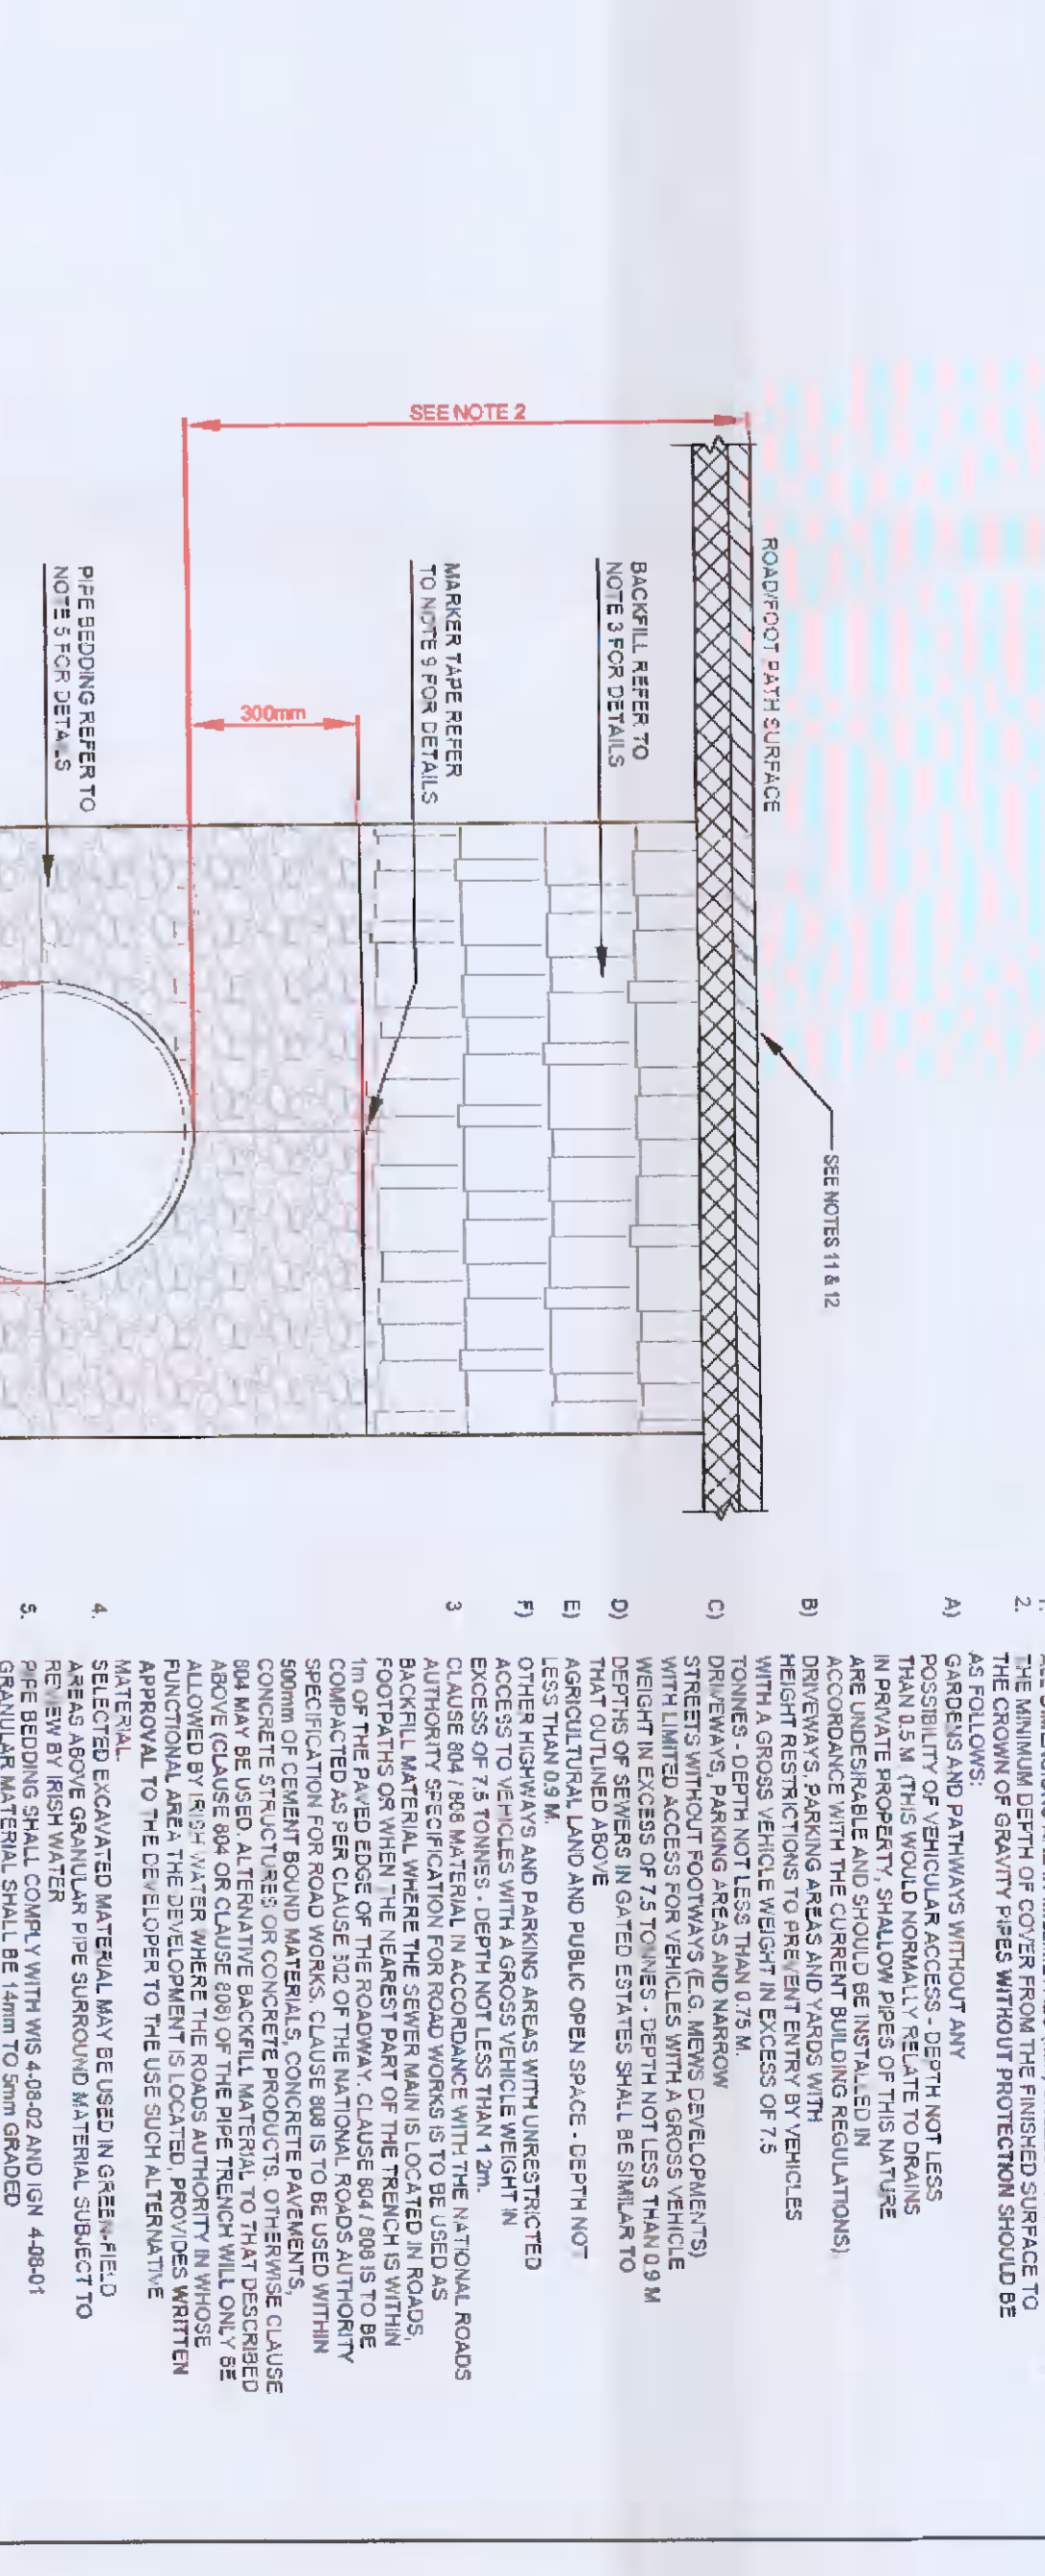 SEE NOTE 2
ROAD/FOOT PATH SURFACE
SEE NOTES 11 & 12
BACKFILL REFER TO
NOTE 3 FOR DETAILS
MARKER TAPE REFER
TO NOTE 9 FOR DETAILS
300mm
PIPE BEDDING REFER TO
NOTE 5 FOR DETAILS
1.
2. THE MINIMUM DEPTH OF COVER FROM THE FINISHED SURFACE TO
THE CROWN OF GRAVITY PIPES WITHOUT PROTECTION SHOULD BE
AS FOLLOWS:
A) GARDENS AND PATHWAYS WITHOUT ANY
POSSIBILITY OF VEHICULAR ACCESS - DEPTH NOT LESS
THAN 0.5 M. (THIS WOULD NORMALLY RELATE TO DRAINS
IN PRIVATE PROPERTY, SHALLOW PIPES OF THIS NATURE
ARE UNDESIRABLE AND SHOULD BE INSTALLED IN
ACCORDANCE WITH THE CURRENT BUILDING REGULATIONS)
B) DRIVEWAYS, PARKING AREAS AND YARDS WITH
HEIGHT RESTRICTIONS TO PREVENT ENTRY BY VEHICLES
WITH A GROSS VEHICLE WEIGHT IN EXCESS OF 7.5
TONNES - DEPTH NOT LESS THAN 0.75 M.
C) DRIVEWAYS, PARKING AREAS AND NARROW
STREETS WITHOUT FOOTWAYS (E.G. MEWS DEVELOPMENTS)
WITH LIMITED ACCESS FOR VEHICLES WITH A GROSS VEHICLE
WEIGHT IN EXCESS OF 7.5 TONNES - DEPTH NOT LESS THAN 0.9 M
D) DEPTHS OF SEWERS IN GATED ESTATES SHALL BE SIMILAR TO
THAT OUTLINED ABOVE
E) AGRICULTURAL LAND AND PUBLIC OPEN SPACE - DEPTH NOT
LESS THAN 0.9 M.
F) OTHER HIGHWAYS AND PARKING AREAS WITH UNRESTRICTED
ACCESS TO VEHICLES WITH A GROSS VEHICLE WEIGHT IN
EXCESS OF 7.5 TONNES - DEPTH NOT LESS THAN 1.2m.
3 CLAUSE 804 / 808 MATERIAL IN ACCORDANCE WITH THE NATIONAL ROADS
AUTHORITY SPECIFICATION FOR ROAD WORKS IS TO BE USED AS
BACKFILL MATERIAL WHERE THE SEWER MAIN IS LOCATED IN ROADS,
FOOTPATHS OR WHEN THE NEAREST PART OF THE TRENCH IS WITHIN
1m OF THE PAVED EDGE OF THE ROADWAY. CLAUSE 804 / 808 IS TO BE
COMPACTED AS PER CLAUSE 802 OF THE NATIONAL ROADS AUTHORITY
SPECIFICATION FOR ROAD WORKS. CLAUSE 808 IS TO BE USED WITHIN
500mm OF CEMENT BOUND MATERIALS, CONCRETE PAVEMENTS,
CONCRETE STRUCTURES OR CONCRETE PRODUCTS. OTHERWISE CLAUSE
804 MAY BE USED. ALTERNATIVE BACKFILL MATERIAL TO THAT DESCRIBED
ABOVE (CLAUSE 804 OR CLAUSE 808) OF THE PIPE TRENCH WILL ONLY BE
ALLOWED BY IRISH WATER WHERE THE ROADS AUTHORITY IN WHOSE
FUNCTIONAL AREA THE DEVELOPMENT IS LOCATED, PROVIDES WRITTEN
APPROVAL TO THE DEVELOPER TO THE USE SUCH ALTERNATIVE
MATERIAL.
4. SELECTED EXCAVATED MATERIAL MAY BE USED IN GREEN-FIELD
AREAS ABOVE GRANULAR PIPE SURROUND MATERIAL SUBJECT TO
REVIEW BY IRISH WATER
5. PIPE BEDDING SHALL COMPLY WITH WIS 4-08-02 AND IGN 4-08-01
GRANULAR MATERIAL SHALL BE 14mm TO 5mm GRADED